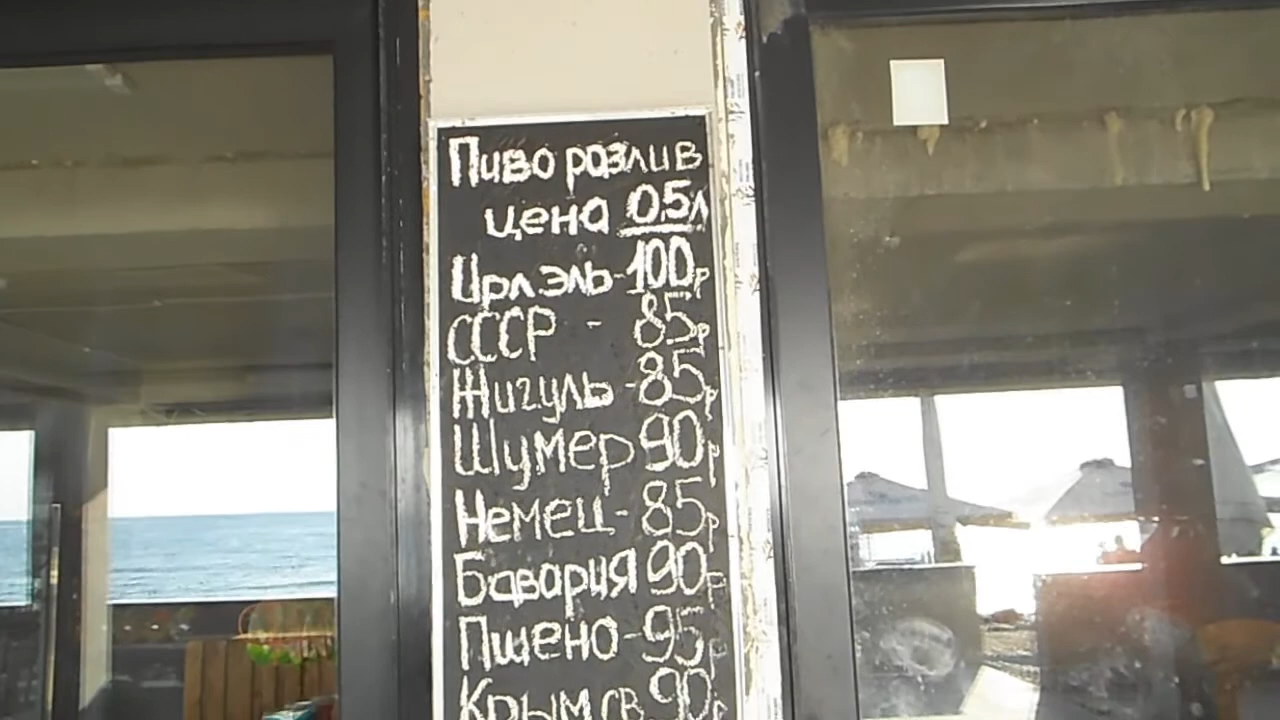 Пиво розлив
цена 0.5л
Ирл эль-100р
СССР - 85р
Жигуль-85р
Шумер 90р
Немец-85р
Бавария 90р
Пшено-95р
Крым св. 90р